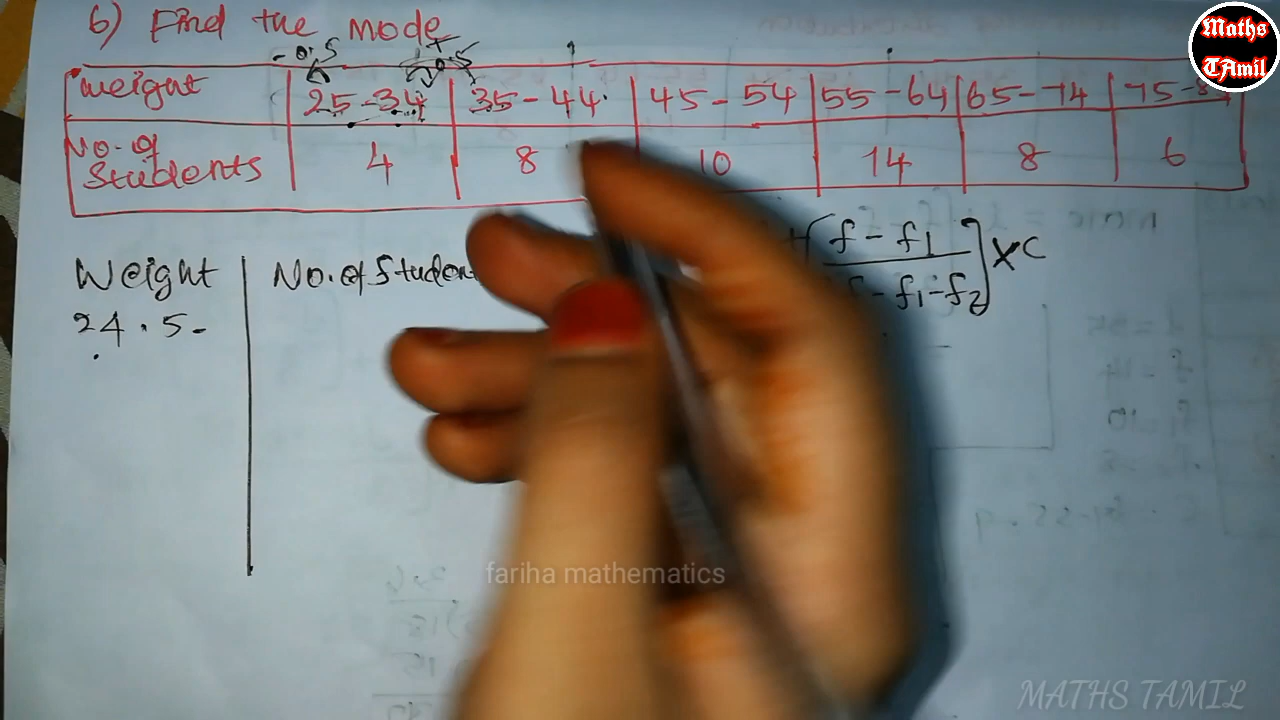 6) Find the mode
Maths
TAmil
- 0.5 + 0.5
Weight 25-34 35-44 45-54 55-64 65-74 75-
No. of Students 4 8 10 14 8 6
Weight No. of Student
24.5-
f - f1
- f1 - f2
×C
fariha mathematics
MATHS TAMIL